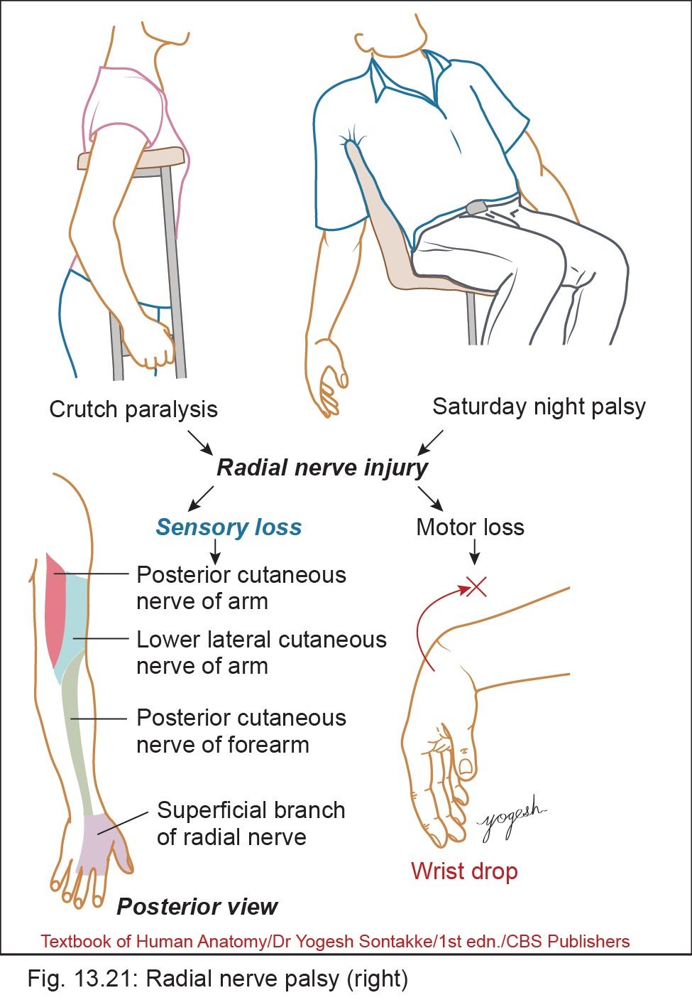 Crutch paralysis
Saturday night palsy
Radial nerve injury
Sensory loss
Motor loss
Posterior cutaneous
nerve of arm
Lower lateral cutaneous
nerve of arm
Posterior cutaneous
nerve of forearm
Superficial branch
of radial nerve
yogesh
Wrist drop
Posterior view
Textbook of Human Anatomy/Dr Yogesh Sontakke/1st edn./CBS Publishers
Fig. 13.21: Radial nerve palsy (right)